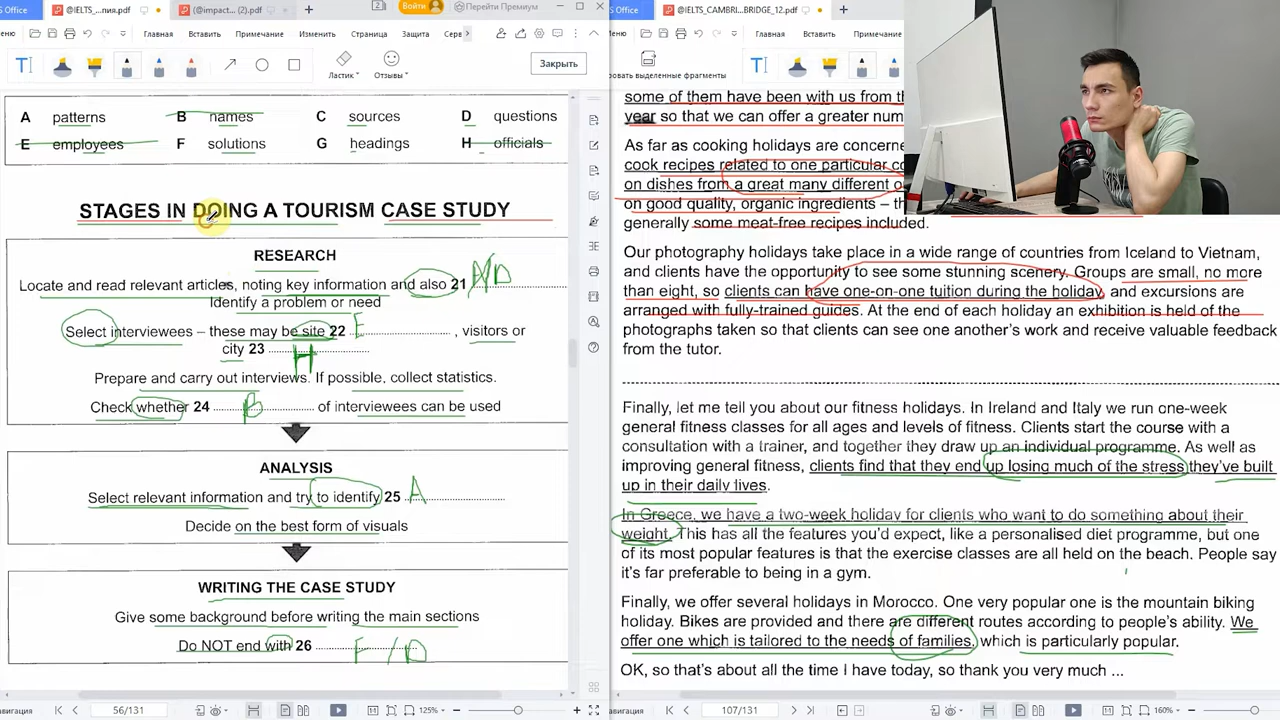 S Office
@IELTS_...ния.pdf
(@impact... (2).pdf
Войти
Перейти Премиум
S Office
@IELTS_CAMBRI...BRIDGE_12.pdf
Главная
Вставить
Примечание
Изменить
Страница
Защита
Серв
Главная
Вставить
Примечание
Ластик
Отзывы
Закрыть
ровать выделенные фрагменты
A patterns B names C sources D questions
E employees F solutions G headings H officials
STAGES IN DOING A TOURISM CASE STUDY
RESEARCH
Locate and read relevant articles, noting key information and also 21 A/D
Identify a problem or need
Select interviewees – these may be site 22 E , visitors or
city 23 H
Prepare and carry out interviews. If possible, collect statistics.
Check whether 24 B of interviewees can be used
ANALYSIS
Select relevant information and try to identify 25 A
Decide on the best form of visuals
WRITING THE CASE STUDY
Give some background before writing the main sections
Do NOT end with 26 F / D
авигация
56/131
125%
some of them have been with us from th
year so that we can offer a greater num
As far as cooking holidays are concerne
cook recipes related to one particular co
on dishes from a great many different
on good quality, organic ingredients – th
generally some meat-free recipes included.
Our photography holidays take place in a wide range of countries from Iceland to Vietnam,
and clients have the opportunity to see some stunning scenery. Groups are small, no more
than eight, so clients can have one-on-one tuition during the holiday, and excursions are
arranged with fully-trained guides. At the end of each holiday an exhibition is held of the
photographs taken so that clients can see one another's work and receive valuable feedback
from the tutor.
Finally, let me tell you about our fitness holidays. In Ireland and Italy we run one-week
general fitness classes for all ages and levels of fitness. Clients start the course with a
consultation with a trainer, and together they draw up an individual programme. As well as
improving general fitness, clients find that they end up losing much of the stress they've built
up in their daily lives.
In Greece, we have a two-week holiday for clients who want to do something about their
weight. This has all the features you'd expect, like a personalised diet programme, but one
of its most popular features is that the exercise classes are all held on the beach. People say
it's far preferable to being in a gym.
Finally, we offer several holidays in Morocco. One very popular one is the mountain biking
holiday. Bikes are provided and there are different routes according to people's ability. We
offer one which is tailored to the needs of families, which is particularly popular.
OK, so that's about all the time I have today, so thank you very much ...
авигация
107/131
160%